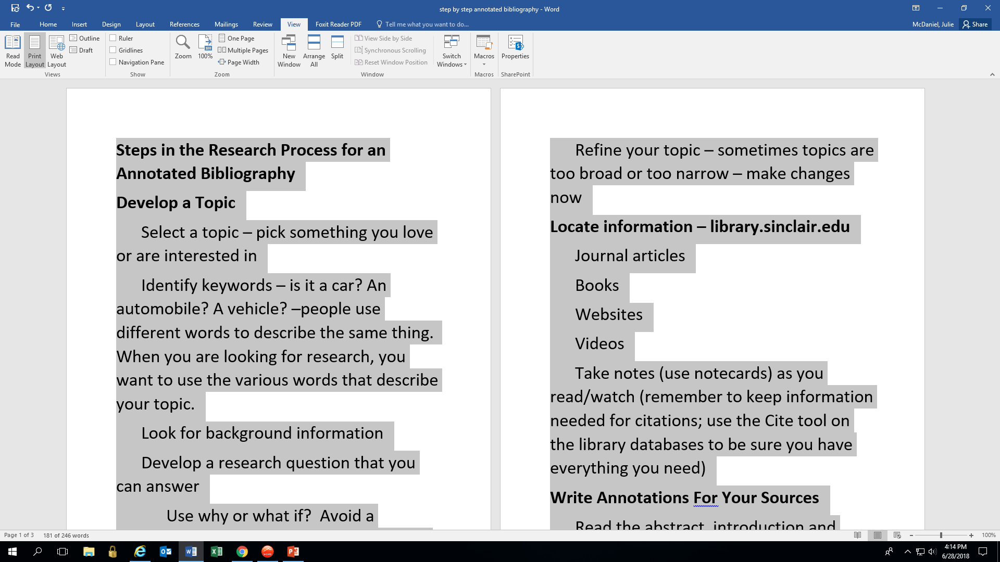 step by step annotated bibliography - Word
File Home Insert Design Layout References Mailings Review View Foxit Reader PDF Tell me what you want to do... McDaniel, Julie Share
Read Mode
Print Layout
Web Layout
Outline
Draft
Views
Ruler
Gridlines
Navigation Pane
Show
Zoom
100
100%
One Page
Multiple Pages
Page Width
Zoom
New Window
Arrange All
Split
View Side by Side
Synchronous Scrolling
Reset Window Position
Window
Switch Windows
Macros
Macros
Properties
SharePoint
Steps in the Research Process for an
Annotated Bibliography
Develop a Topic
Select a topic – pick something you love
or are interested in
Identify keywords – is it a car? An
automobile? A vehicle? –people use
different words to describe the same thing.
When you are looking for research, you
want to use the various words that describe
your topic.
Look for background information
Develop a research question that you
can answer
Use why or what if?  Avoid a
Refine your topic – sometimes topics are
too broad or too narrow – make changes
now
Locate information – library.sinclair.edu
Journal articles
Books
Websites
Videos
Take notes (use notecards) as you
read/watch (remember to keep information
needed for citations; use the Cite tool on
the library databases to be sure you have
everything you need)
Write Annotations For Your Sources
Read the abstract, introduction and
Page 1 of 3 181 of 246 words 100%
4:14 PM
6/28/2018